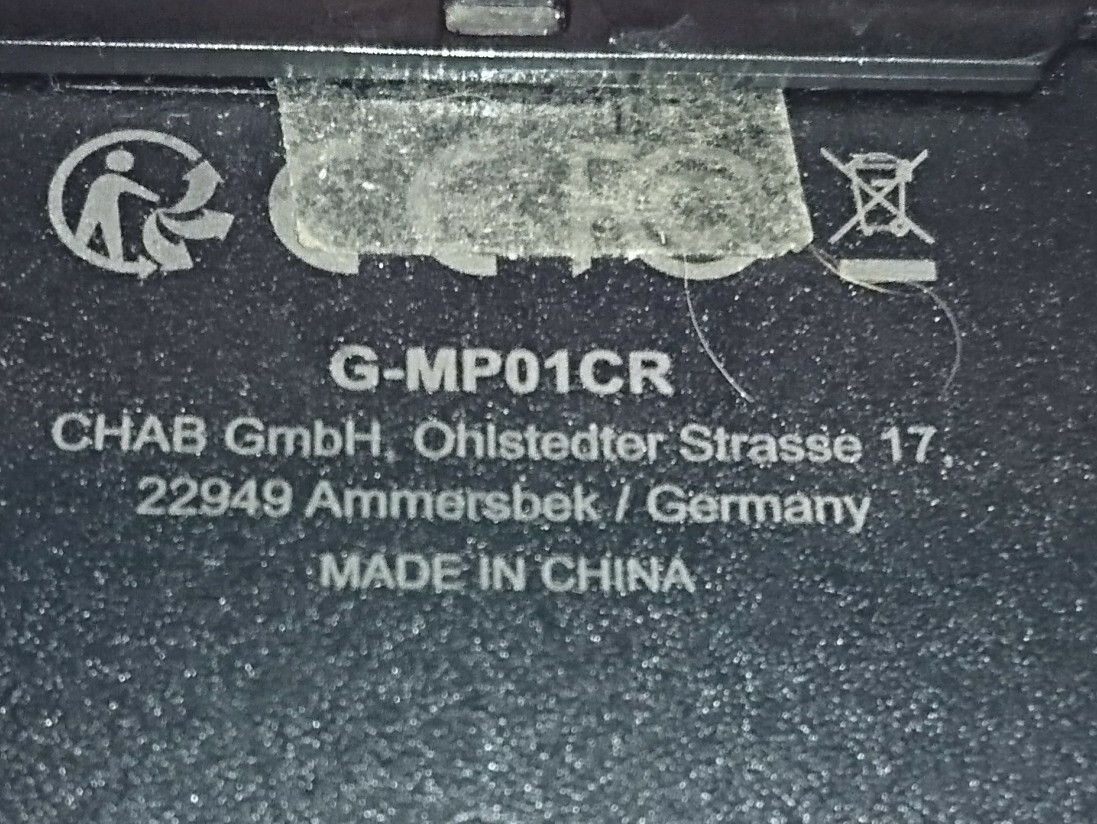 G-MP01CR
CHAB GmbH, Ohlstedter Strasse 17,
22949 Ammersbek / Germany
MADE IN CHINA